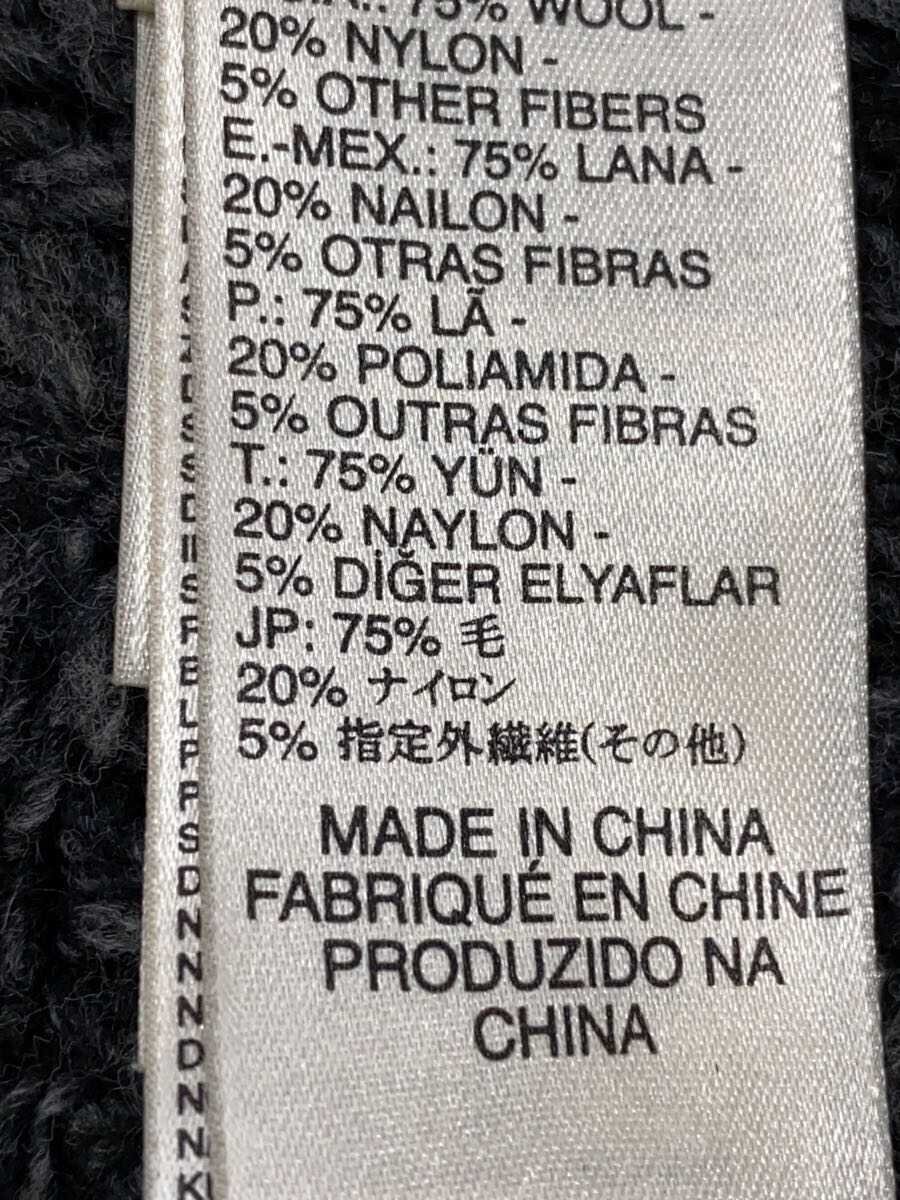 75% WOOL -
20% NYLON -
5% OTHER FIBERS
E.-MEX.: 75% LANA -
20% NAILON -
5% OTRAS FIBRAS
P.: 75% LÃ -
20% POLIAMIDA -
5% OUTRAS FIBRAS
T.: 75% YÜN -
20% NAYLON -
5% DİĞER ELYAFLAR
JP: 75% 毛
20% ナイロン
5% 指定外繊維(その他)
MADE IN CHINA
FABRIQUÉ EN CHINE
PRODUZIDO NA
CHINA